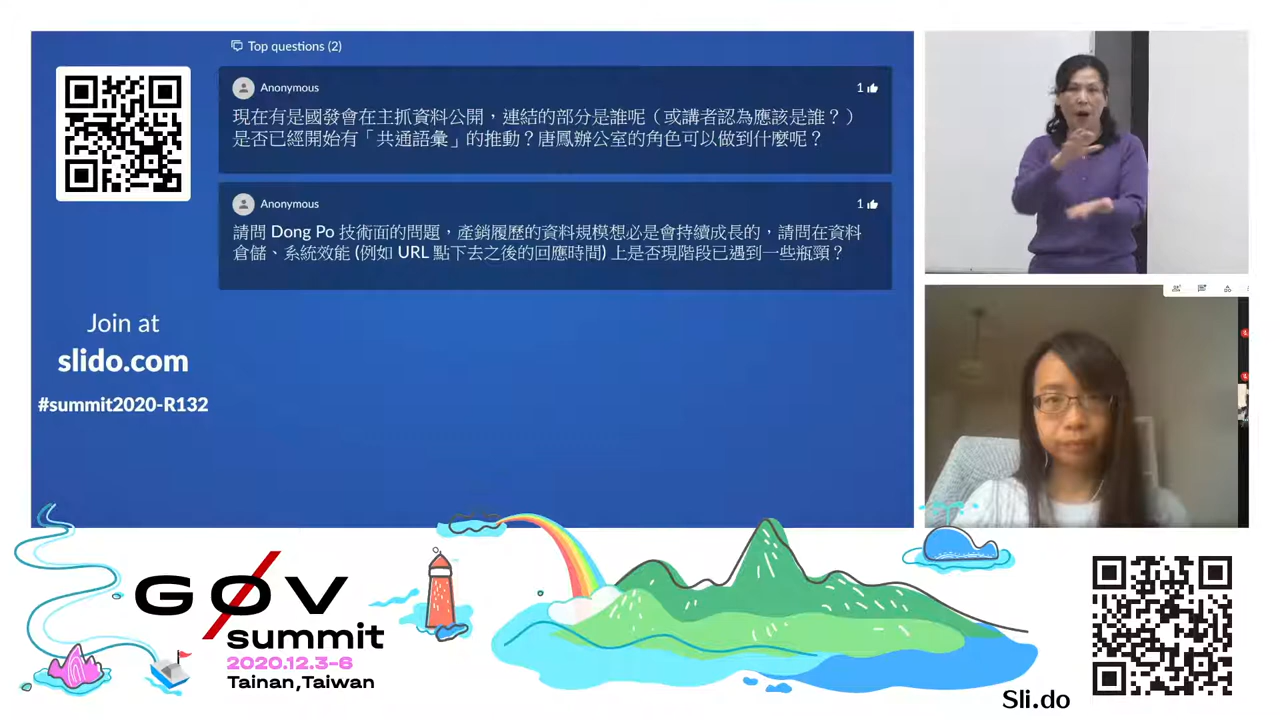 Top questions (2)
Anonymous
1
現在有是國發會在主抓資料公開，連結的部分是誰呢（或講者認為應該是誰？）
是否已經開始有「共通語彙」的推動？唐鳳辦公室的角色可以做到什麼呢？
Anonymous
1
請問 Dong Po 技術面的問題，產銷履歷的資料規模想必是會持續成長的，請問在資料
倉儲、系統效能 (例如 URL 點下去之後的回應時間) 上是否現階段已遇到一些瓶頸？
Join at
slido.com
#summit2020-R132
GØV
summit
2020.12.3-6
Tainan,Taiwan
Sli.do